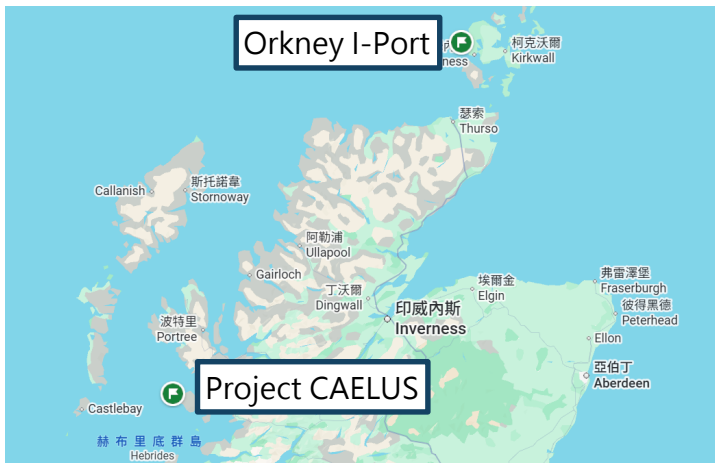 Orkney I-Port
內
ness
柯克沃爾
Kirkwall
瑟索
Thurso
Callanish
斯托諾韋
Stornoway
阿勒浦
Ullapool
Gairloch
丁沃爾
Dingwall
埃爾金
Elgin
弗雷澤堡
Fraserburgh
彼得黑德
Peterhead
印威內斯
Inverness
波特里
Portree
Ellon
亞伯丁
Aberdeen
Project CAELUS
Castlebay
赫布里底群島
Hebrides